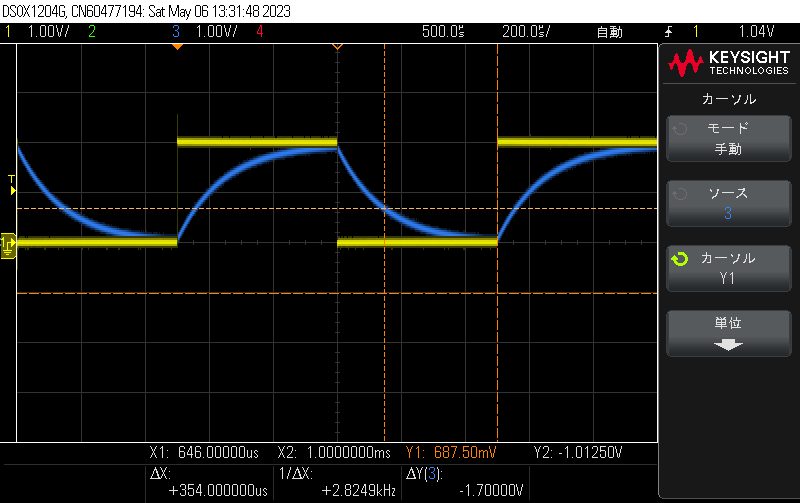 DSOX1204G, CN60477194: Sat May 06 13:31:48 2023
1 1.00V/ 2 3 1.00V/ 4 500.0us 200.0us/ 自動 1 1.04V
KEYSIGHT
TECHNOLOGIES
カーソル
モード
手動
ソース
3
カーソル
Y1
単位
T
1
X1: 646.00000us X2: 1.0000000ms Y1: 687.50mV Y2: -1.01250V
ΔX: 1/ΔX: ΔY(3):
+354.000000us +2.8249kHz -1.70000V